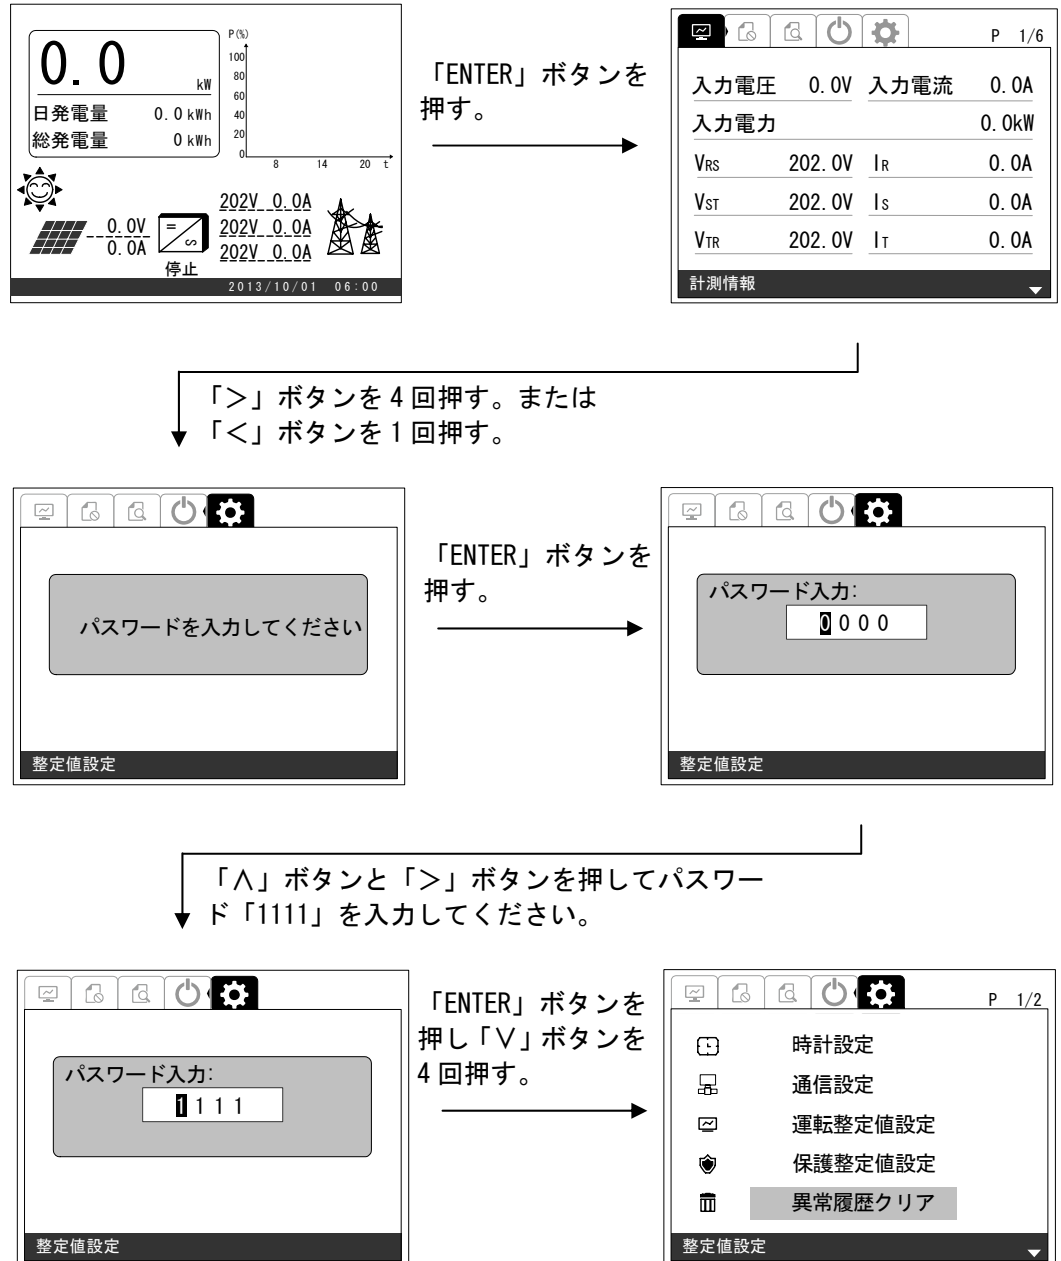 0.0
kW
日発電量 0.0kWh
総発電量 0kWh
P(%)
100
80
60
40
20
0
8 14 20 t
0.0V
0.0A
=
∽
停止
202V 0.0A
202V 0.0A
202V 0.0A
2013/10/01 06:00
「ENTER」ボタンを
押す。
P 1/6
入力電圧 0.0V 入力電流 0.0A
入力電力 0.0kW
VRS 202.0V IR 0.0A
VST 202.0V IS 0.0A
VTR 202.0V IT 0.0A
計測情報
「＞」ボタンを4回押す。または
「＜」ボタンを1回押す。
パスワードを入力してください
整定値設定
「ENTER」ボタンを
押す。
パスワード入力:
0000
整定値設定
「∧」ボタンと「＞」ボタンを押してパスワー
ド「1111」を入力してください。
パスワード入力:
1111
整定値設定
「ENTER」ボタンを
押し「∨」ボタンを
4回押す。
P 1/2
時計設定
通信設定
運転整定値設定
保護整定値設定
異常履歴クリア
整定値設定